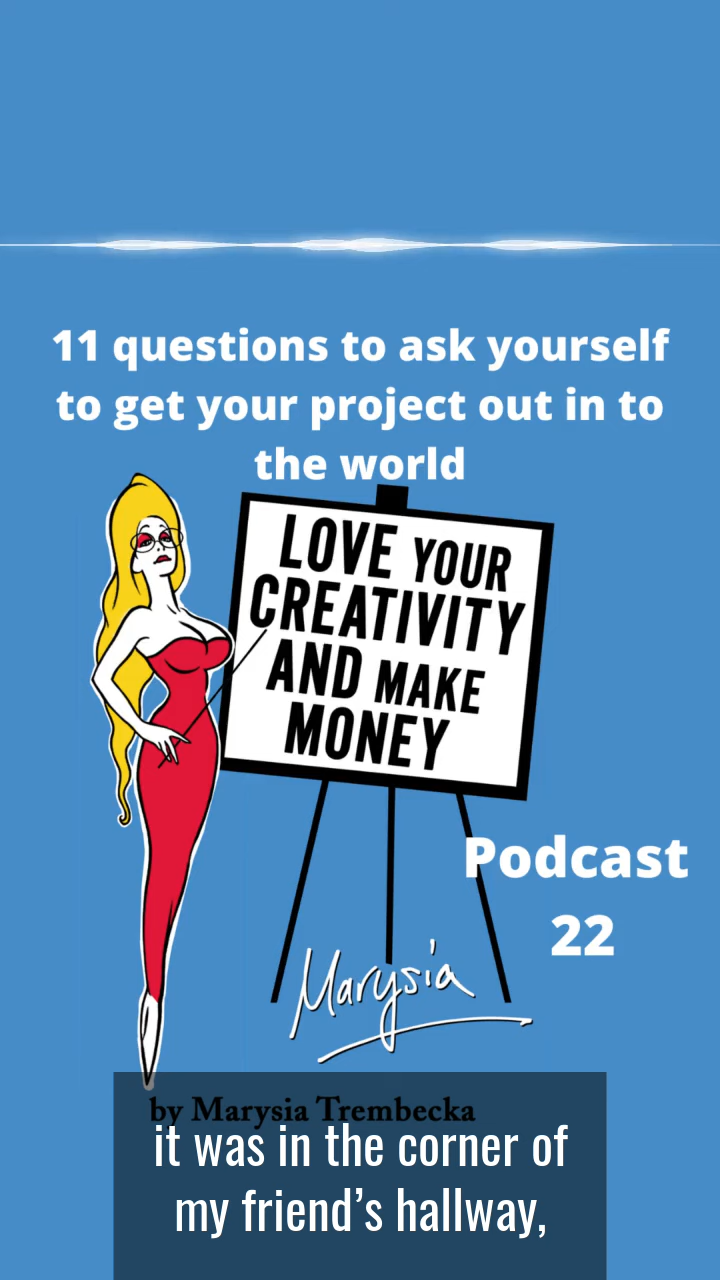 11 questions to ask yourself
to get your project out in to
the world
LOVE YOUR
CREATIVITY
AND MAKE
MONEY
Podcast
22
Marysia
by Marysia Trembecka
it was in the corner of
my friend’s hallway,